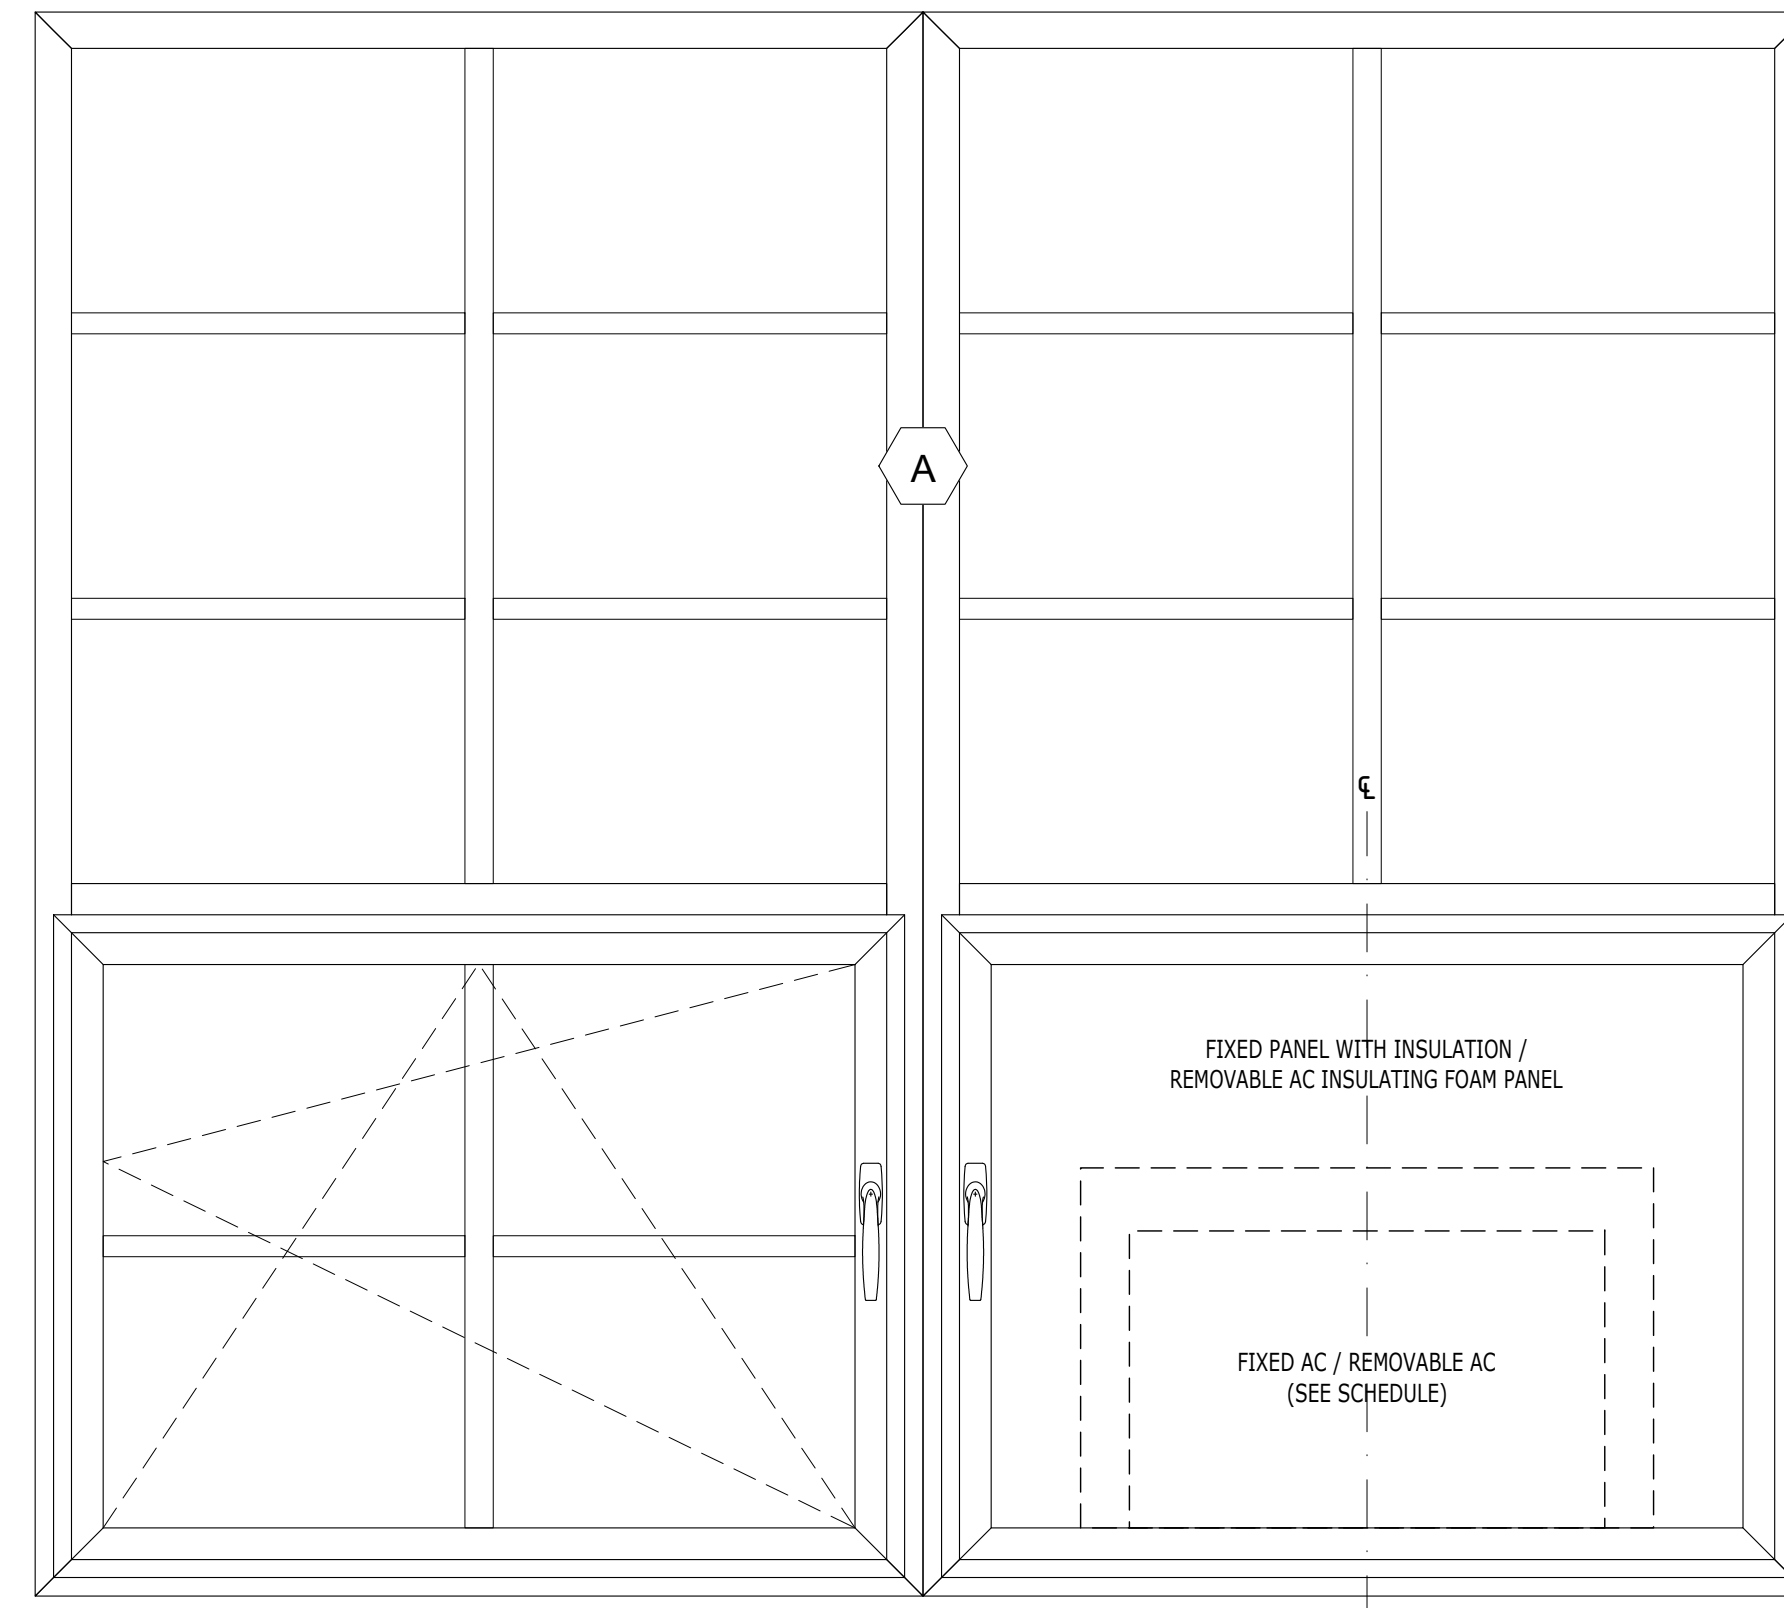 A
℄
FIXED PANEL WITH INSULATION /
REMOVABLE AC INSULATING FOAM PANEL
FIXED AC / REMOVABLE AC
(SEE SCHEDULE)